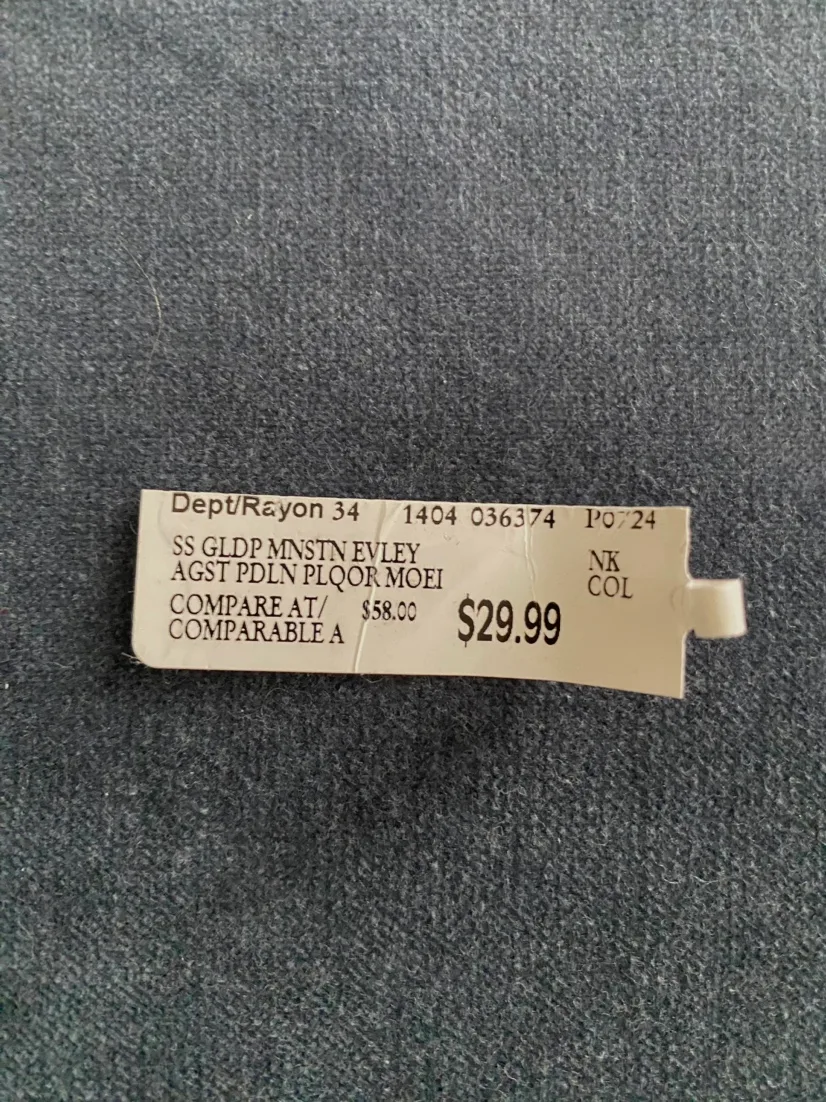 Dept/Rayon 34 1404 036374
SS GLDP MNSTN EVLEY NK
AGST PDLN PLQOR MOEI COL
COMPARE AT/ $58.00 $29.99
COMPARABLE A